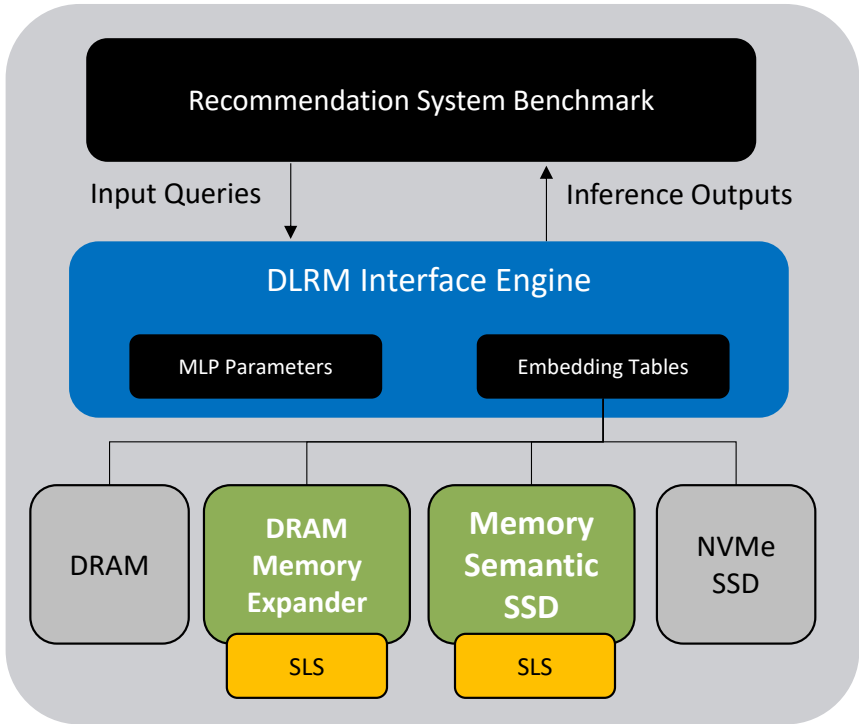 Recommendation System Benchmark
Input Queries
Inference Outputs
DLRM Interface Engine
MLP Parameters
Embedding Tables
DRAM
DRAM
Memory
Expander
Memory
Semantic
SSD
NVMe
SSD
SLS
SLS